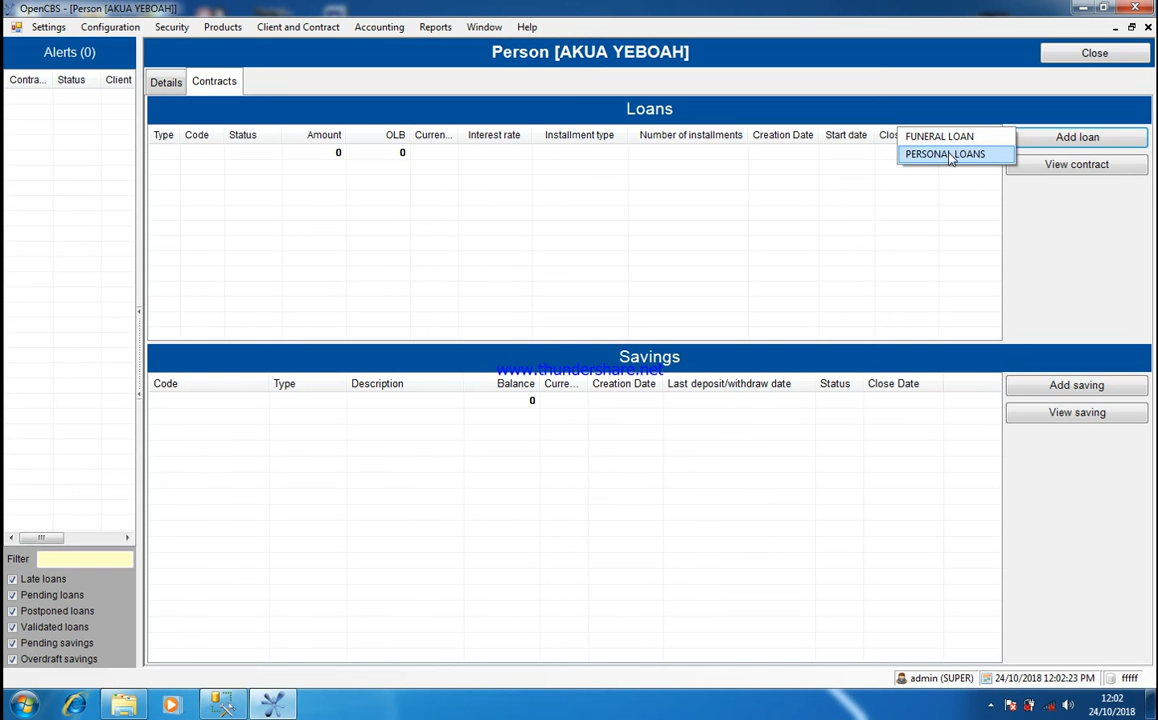 OpenCBS - [Person [AKUA YEBOAH]]
Settings Configuration Security Products Client and Contract Accounting Reports Window Help
Alerts (0)
Contra... Status Client
Person [AKUA YEBOAH]
Close
Details Contracts
Loans
Type Code Status Amount OLB Curren... Interest rate Installment type Number of installments Creation Date Start date
0 0
FUNERAL LOAN
PERSONAL LOANS
Add loan
View contract
Savings
www.thundershare.net
Code Type Description Balance Curre... Creation Date Last deposit/withdraw date Status Close Date
0
Add saving
View saving
Filter
Late loans
Pending loans
Postponed loans
Validated loans
Pending savings
Overdraft savings
admin (SUPER) 24/10/2018 12:02:23 PM fffff
12:02
24/10/2018